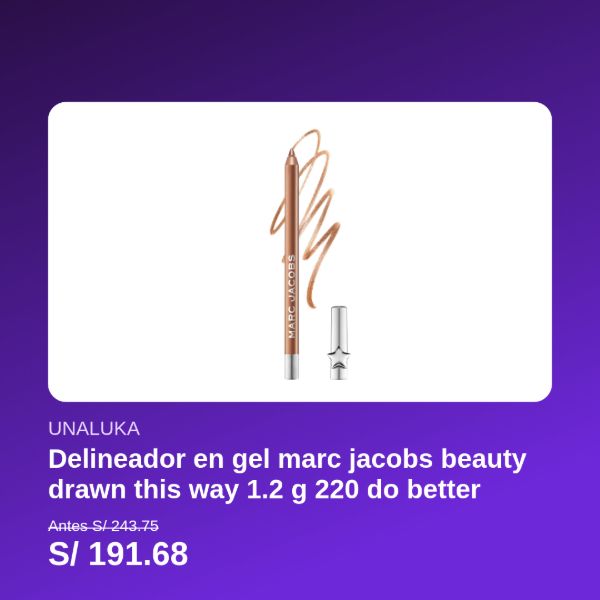 MARC JACOBS
UNALUKA
Delineador en gel marc jacobs beauty
drawn this way 1.2 g 220 do better
Antes S/ 243.75
S/ 191.68